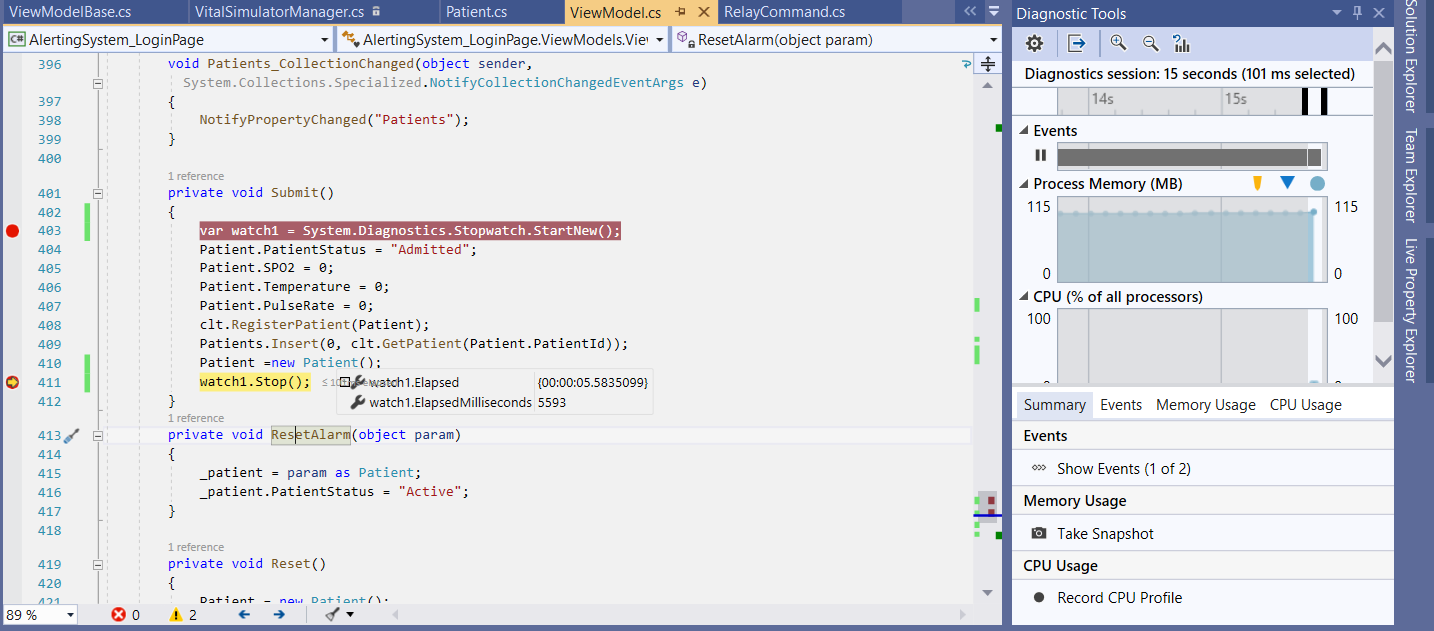 ViewModelBase.cs VitalSimulatorManager.cs Patient.cs ViewModel.cs RelayCommand.cs
AlertingSystem_LoginPage AlertingSystem_LoginPage.ViewModels.Vie ResetAlarm(object param)
396 void Patients_CollectionChanged(object sender,
System.Collections.Specialized.NotifyCollectionChangedEventArgs e)
397 {
398 NotifyPropertyChanged("Patients");
399 }
400
1 reference
401 private void Submit()
402 {
403 var watch1 = System.Diagnostics.Stopwatch.StartNew();
404 Patient.PatientStatus = "Admitted";
405 Patient.SPO2 = 0;
406 Patient.Temperature = 0;
407 Patient.PulseRate = 0;
408 clt.RegisterPatient(Patient);
409 Patients.Insert(0, clt.GetPatient(Patient.PatientId));
410 Patient =new Patient();
411 watch1.Stop(); watch1.Elapsed {00:00:05.5835099}
watch1.ElapsedMilliseconds 5593
412 }
1 reference
413 private void ResetAlarm(object param)
414 {
415 _patient = param as Patient;
416 _patient.PatientStatus = "Active";
417 }
418
1 reference
419 private void Reset()
420 {
421 Patient = new Patient();
89 % 0 2
Diagnostic Tools
Diagnostics session: 15 seconds (101 ms selected)
14s 15s
Events
Process Memory (MB)
115 115
0 0
CPU (% of all processors)
100 100
Summary Events Memory Usage CPU Usage
Events
Show Events (1 of 2)
Memory Usage
Take Snapshot
CPU Usage
Record CPU Profile
Solution Explorer
Team Explorer
Live Property Explorer